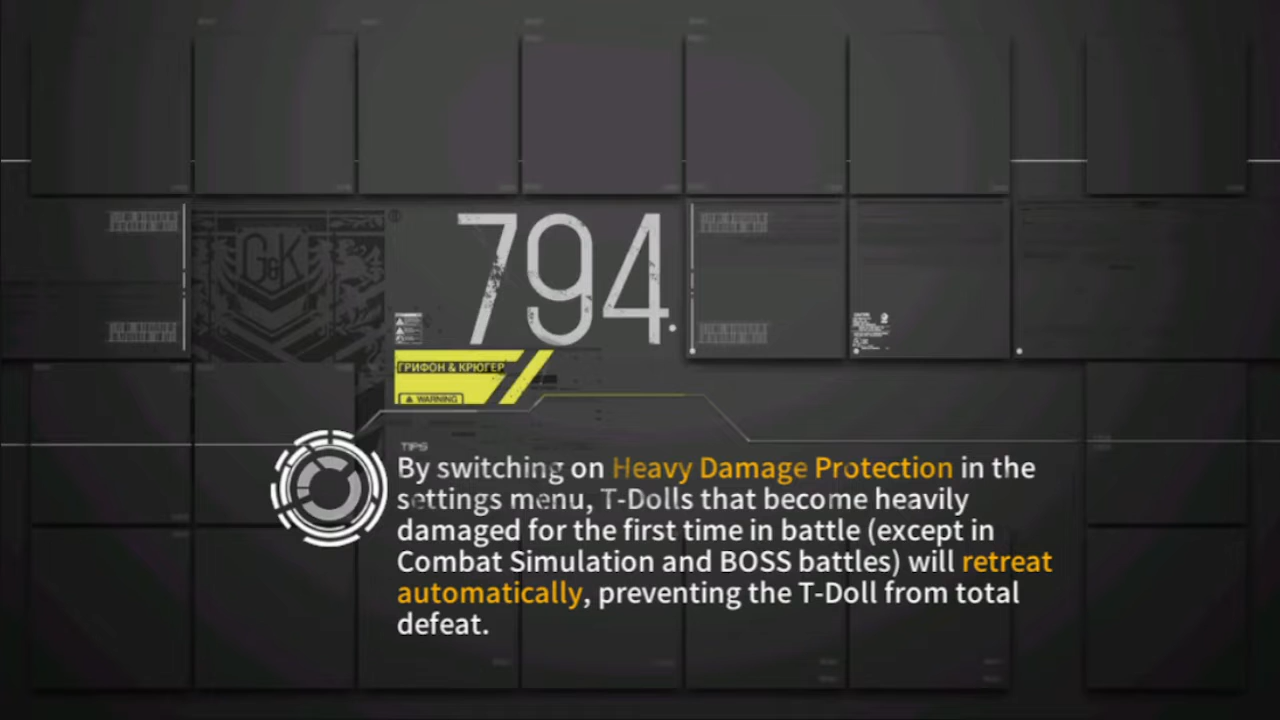 G&K
794.
ГРИФОН & КРЮГЕР
WARNING
TIPS
By switching on Heavy Damage Protection in the
settings menu, T-Dolls that become heavily
damaged for the first time in battle (except in
Combat Simulation and BOSS battles) will retreat
automatically, preventing the T-Doll from total
defeat.